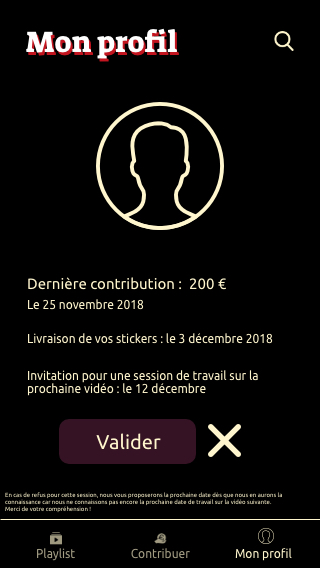 Mon profil
Dernière contribution : 200 €
Le 25 novembre 2018
Livraison de vos stickers : le 3 décembre 2018
Invitation pour une session de travail sur la
prochaine vidéo : le 12 décembre
Valider
En cas de refus pour cette session, nous vous proposerons la prochaine date dès que nous en aurons la
connaissance car nous ne connaissons pas encore la prochaine date de travail sur la vidéo suivante.
Merci de votre compréhension !
Playlist
Contribuer
Mon profil